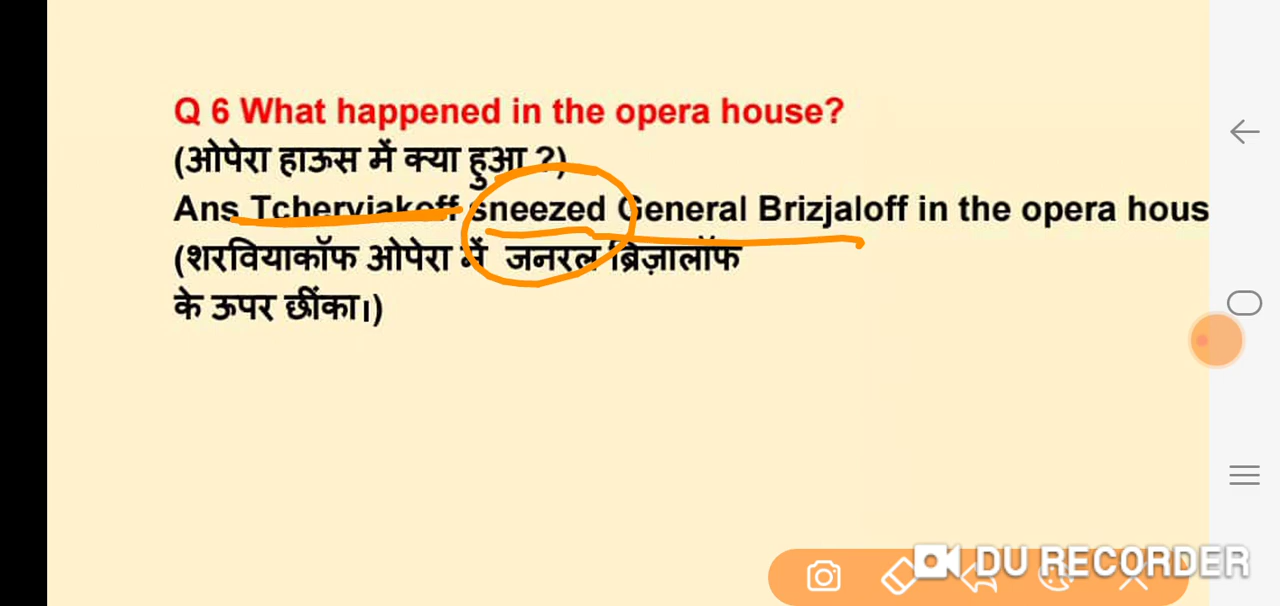 Q 6 What happened in the opera house?
(ओपेरा हाऊस में क्या हुआ ?)
Ans Tcherviakoff sneezed General Brizjaloff in the opera hous
(शरवियाकॉफ ओपेरा में जनरल ब्रिज़ालॉफ
के ऊपर छींका।)
DU RECORDER